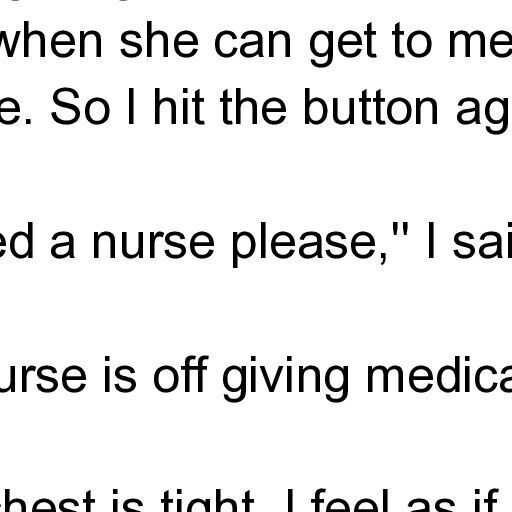 when she can get to me
e. So I hit the button ag
ed a nurse please," I sai
urse is off giving medica
chest is tight. I feel as if